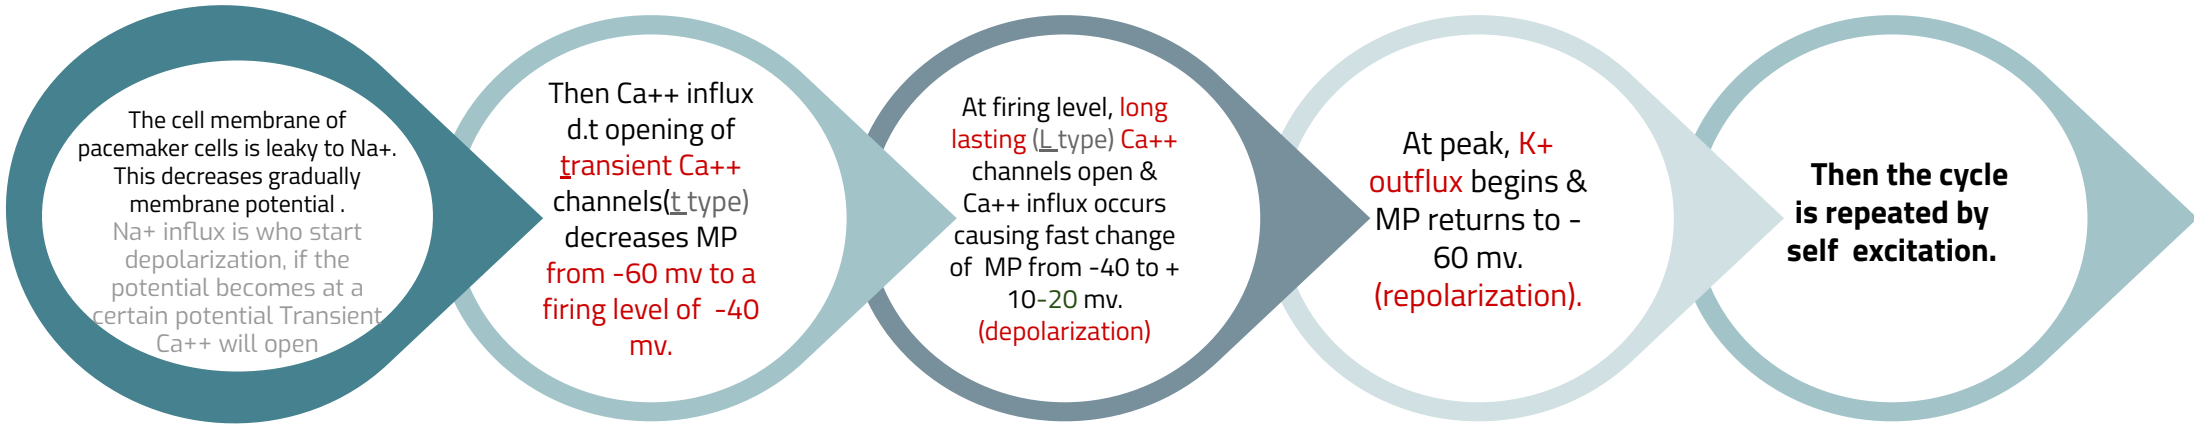 The cell membrane of
pacemaker cells is leaky to Na+.
This decreases gradually
membrane potential .
Na+ influx is who start
depolarization, if the
potential becomes at a
certain potential Transient
Ca++ will open
Then Ca++ influx
d.t opening of
transient Ca++
channels(t type)
decreases MP
from -60 mv to a
firing level of -40
mv.
At firing level, long
lasting (L type) Ca++
channels open &
Ca++ influx occurs
causing fast change
of MP from -40 to +
10-20 mv.
(depolarization)
At peak, K+
outflux begins &
MP returns to -
60 mv.
(repolarization).
Then the cycle
is repeated by
self excitation.